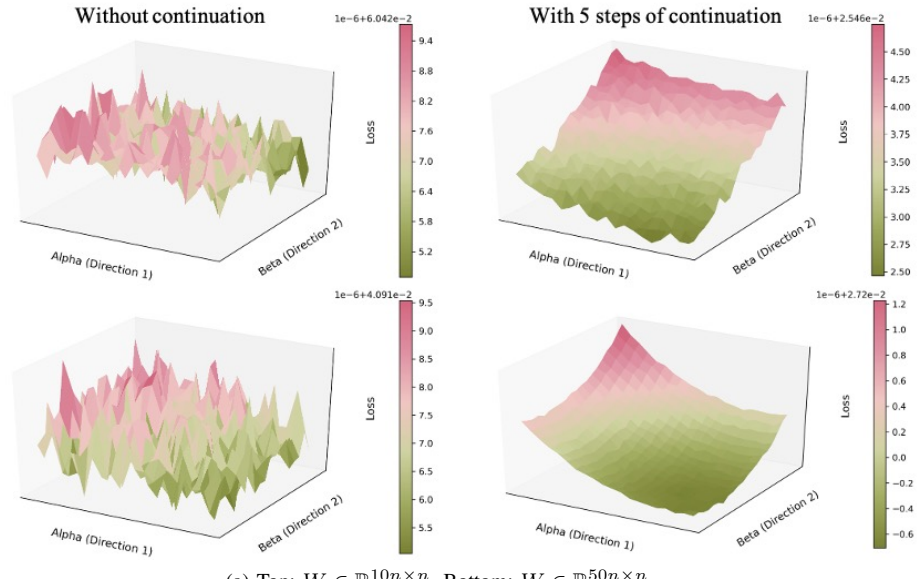 Without continuation
With 5 steps of continuation
1e-6+6.042e-2
9.4
8.8
8.2
7.6
7.0
6.4
5.8
5.2
Loss
Alpha (Direction 1)
Beta (Direction 2)
1e-6+2.546e-2
4.50
4.25
4.00
3.75
3.50
3.25
3.00
2.75
2.50
Loss
Alpha (Direction 1)
Beta (Direction 2)
1e-6+4.091e-2
9.5
9.0
8.5
8.0
7.5
7.0
6.5
6.0
5.5
Loss
Alpha (Direction 1)
Beta (Direction 2)
1e-6+2.72e-2
1.2
1.0
0.8
0.6
0.4
0.2
0.0
−0.2
−0.4
−0.6
Loss
Alpha (Direction 1)
Beta (Direction 2)
Top: W ∈ ℝ10n×n Bottom: W ∈ ℝ50n×n